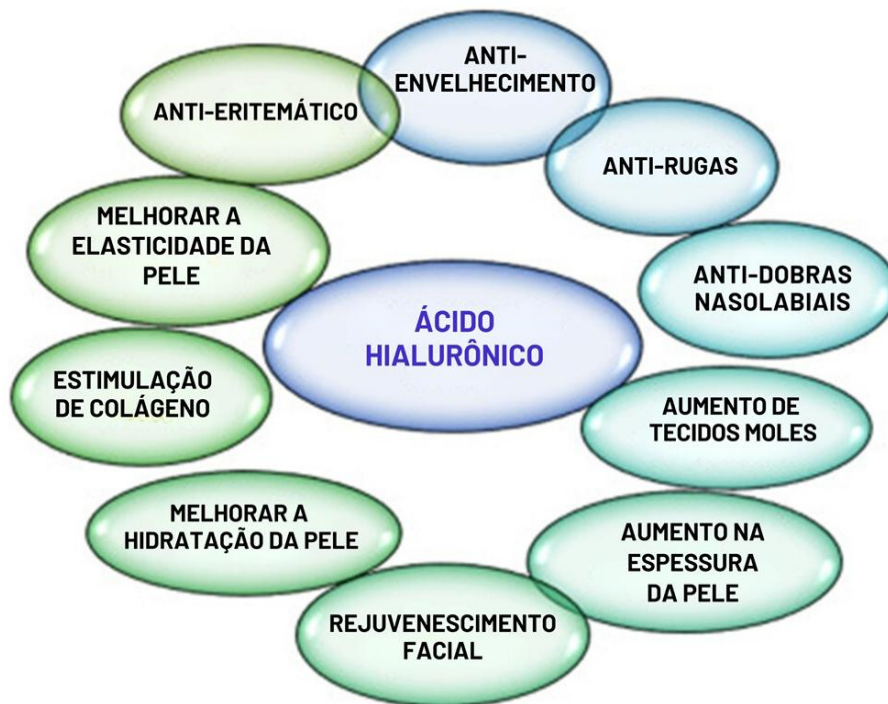 ANTI-
ENVELHECIMENTO
ANTI-ERITEMÁTICO
ANTI-RUGAS
MELHORAR A
ELASTICIDADE DA
PELE
ANTI-DOBRAS
NASOLABIAIS
ÁCIDO
HIALURÔNICO
ESTIMULAÇÃO
DE COLÁGENO
AUMENTO DE
TECIDOS MOLES
MELHORAR A
HIDRATAÇÃO DA PELE
AUMENTO NA
ESPESSURA
DA PELE
REJUVENESCIMENTO
FACIAL